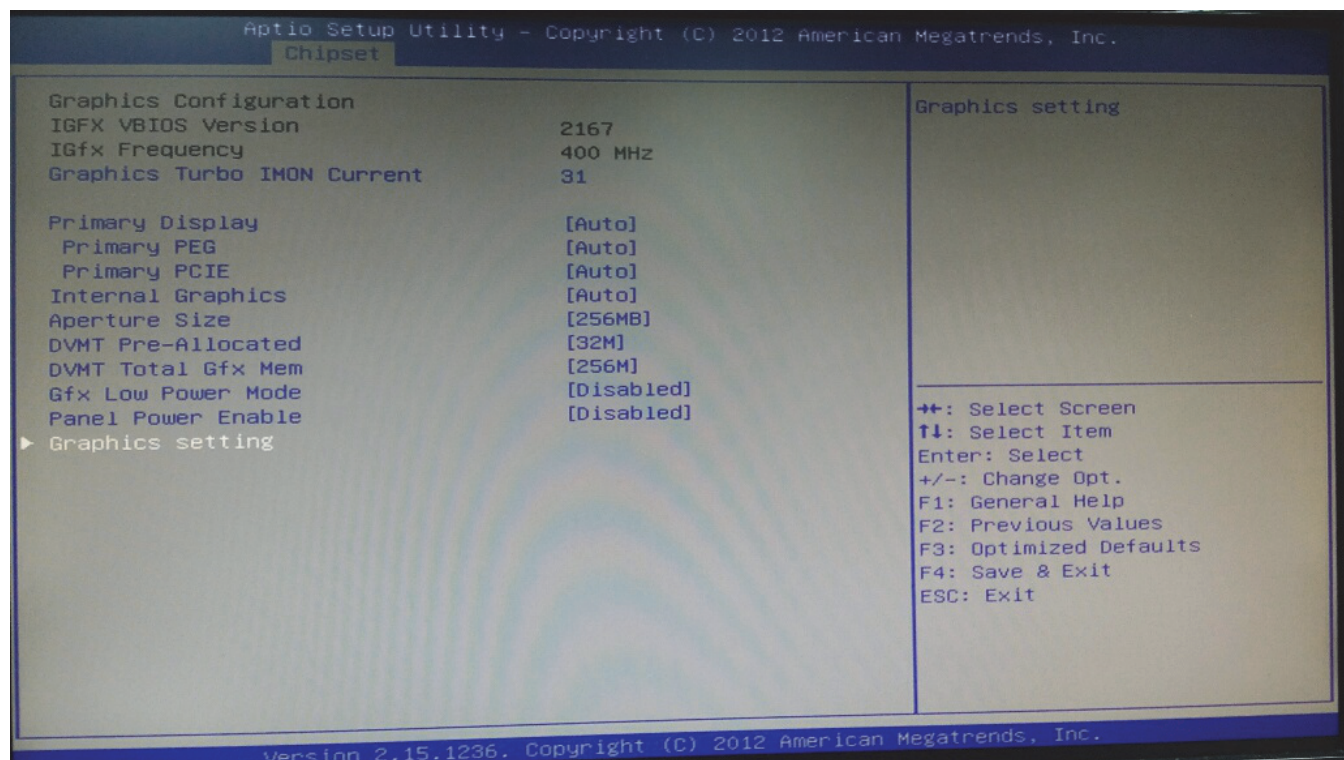 Aptio Setup Utility – Copyright (C) 2012 American Megatrends, Inc.
Chipset
Graphics Configuration
IGFX VBIOS Version 2167
IGfx Frequency 400 MHz
Graphics Turbo IMON Current 31
Primary Display [Auto]
Primary PEG [Auto]
Primary PCIE [Auto]
Internal Graphics [Auto]
Aperture Size [256MB]
DVMT Pre-Allocated [32M]
DVMT Total Gfx Mem [256M]
Gfx Low Power Mode [Disabled]
Panel Power Enable [Disabled]
► Graphics setting
Graphics setting
→←: Select Screen
↑↓: Select Item
Enter: Select
+/-: Change Opt.
F1: General Help
F2: Previous Values
F3: Optimized Defaults
F4: Save & Exit
ESC: Exit
Version 2.15.1236. Copyright (C) 2012 American Megatrends, Inc.